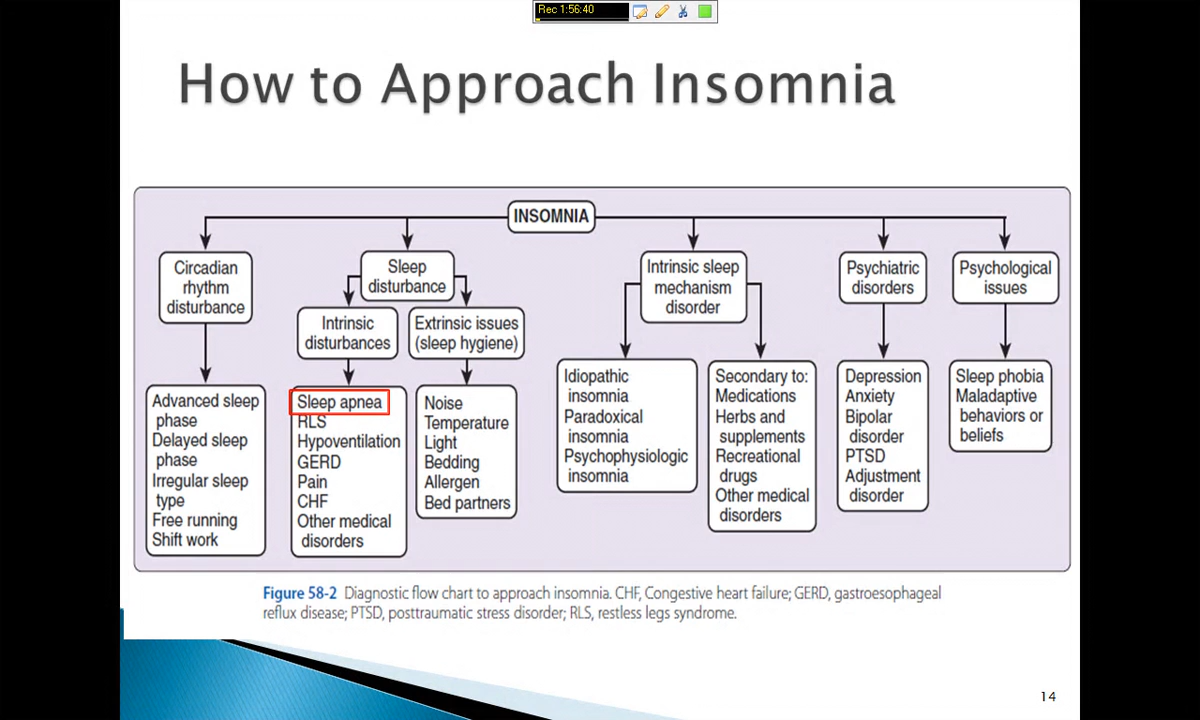 Rec 1:56:40
How to Approach Insomnia
INSOMNIA
Circadian
rhythm
disturbance
Sleep
disturbance
Intrinsic sleep
mechanism
disorder
Psychiatric
disorders
Psychological
issues
Intrinsic
disturbances
Extrinsic issues
(sleep hygiene)
Advanced sleep
phase
Delayed sleep
phase
Irregular sleep
type
Free running
Shift work
Sleep apnea
RLS
Hypoventilation
GERD
Pain
CHF
Other medical
disorders
Noise
Temperature
Light
Bedding
Allergen
Bed partners
Idiopathic
insomnia
Paradoxical
insomnia
Psychophysiologic
insomnia
Secondary to:
Medications
Herbs and
supplements
Recreational
drugs
Other medical
disorders
Depression
Anxiety
Bipolar
disorder
PTSD
Adjustment
disorder
Sleep phobia
Maladaptive
behaviors or
beliefs
Figure 58-2 Diagnostic flow chart to approach insomnia. CHF, Congestive heart failure; GERD, gastroesophageal
reflux disease; PTSD, posttraumatic stress disorder; RLS, restless legs syndrome.
14